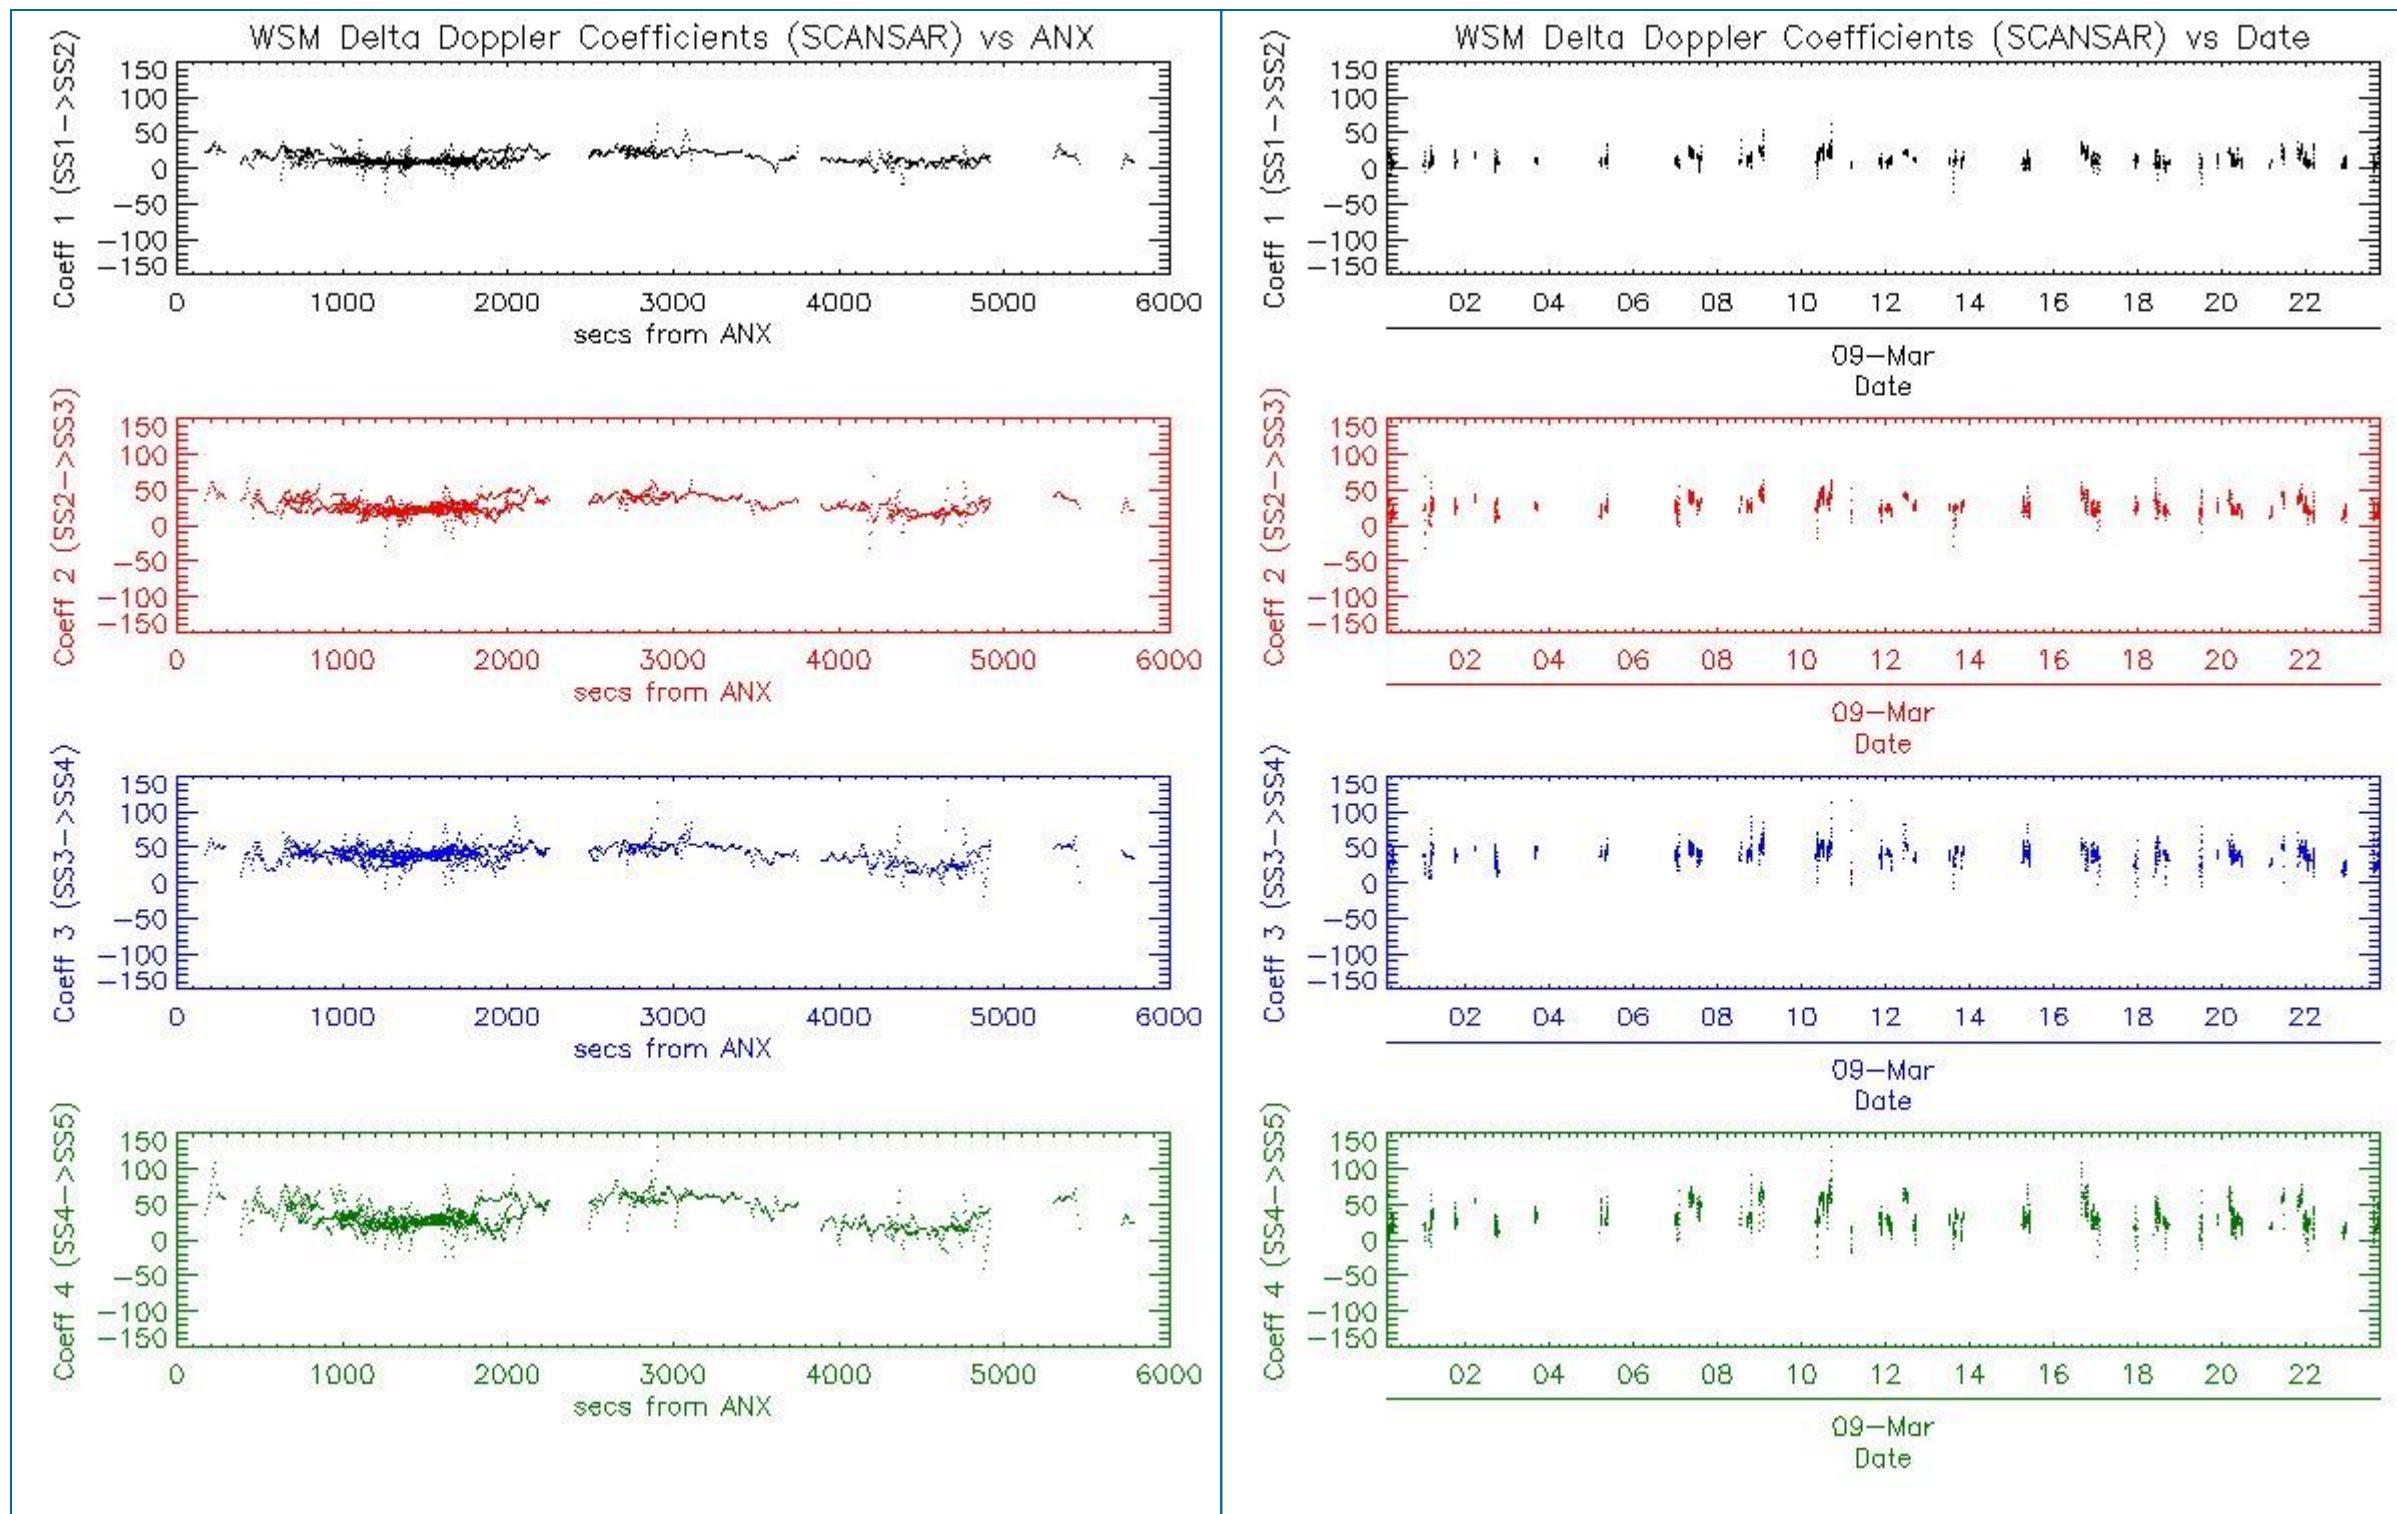 WSM Delta Doppler Coefficients (SCANSAR) vs ANX
Coeff 1 (SS1->SS2)
150
100
50
0
-50
-100
-150
0 1000 2000 3000 4000 5000 6000
secs from ANX
Coeff 2 (SS2->SS3)
150
100
50
0
-50
-100
-150
0 1000 2000 3000 4000 5000 6000
secs from ANX
Coeff 3 (SS3->SS4)
150
100
50
0
-50
-100
-150
0 1000 2000 3000 4000 5000 6000
secs from ANX
Coeff 4 (SS4->SS5)
150
100
50
0
-50
-100
-150
0 1000 2000 3000 4000 5000 6000
secs from ANX
WSM Delta Doppler Coefficients (SCANSAR) vs Date
Coeff 1 (SS1->SS2)
150
100
50
0
-50
-100
-150
02 04 06 08 10 12 14 16 18 20 22
09-Mar
Date
Coeff 2 (SS2->SS3)
150
100
50
0
-50
-100
-150
02 04 06 08 10 12 14 16 18 20 22
09-Mar
Date
Coeff 3 (SS3->SS4)
150
100
50
0
-50
-100
-150
02 04 06 08 10 12 14 16 18 20 22
09-Mar
Date
Coeff 4 (SS4->SS5)
150
100
50
0
-50
-100
-150
02 04 06 08 10 12 14 16 18 20 22
09-Mar
Date